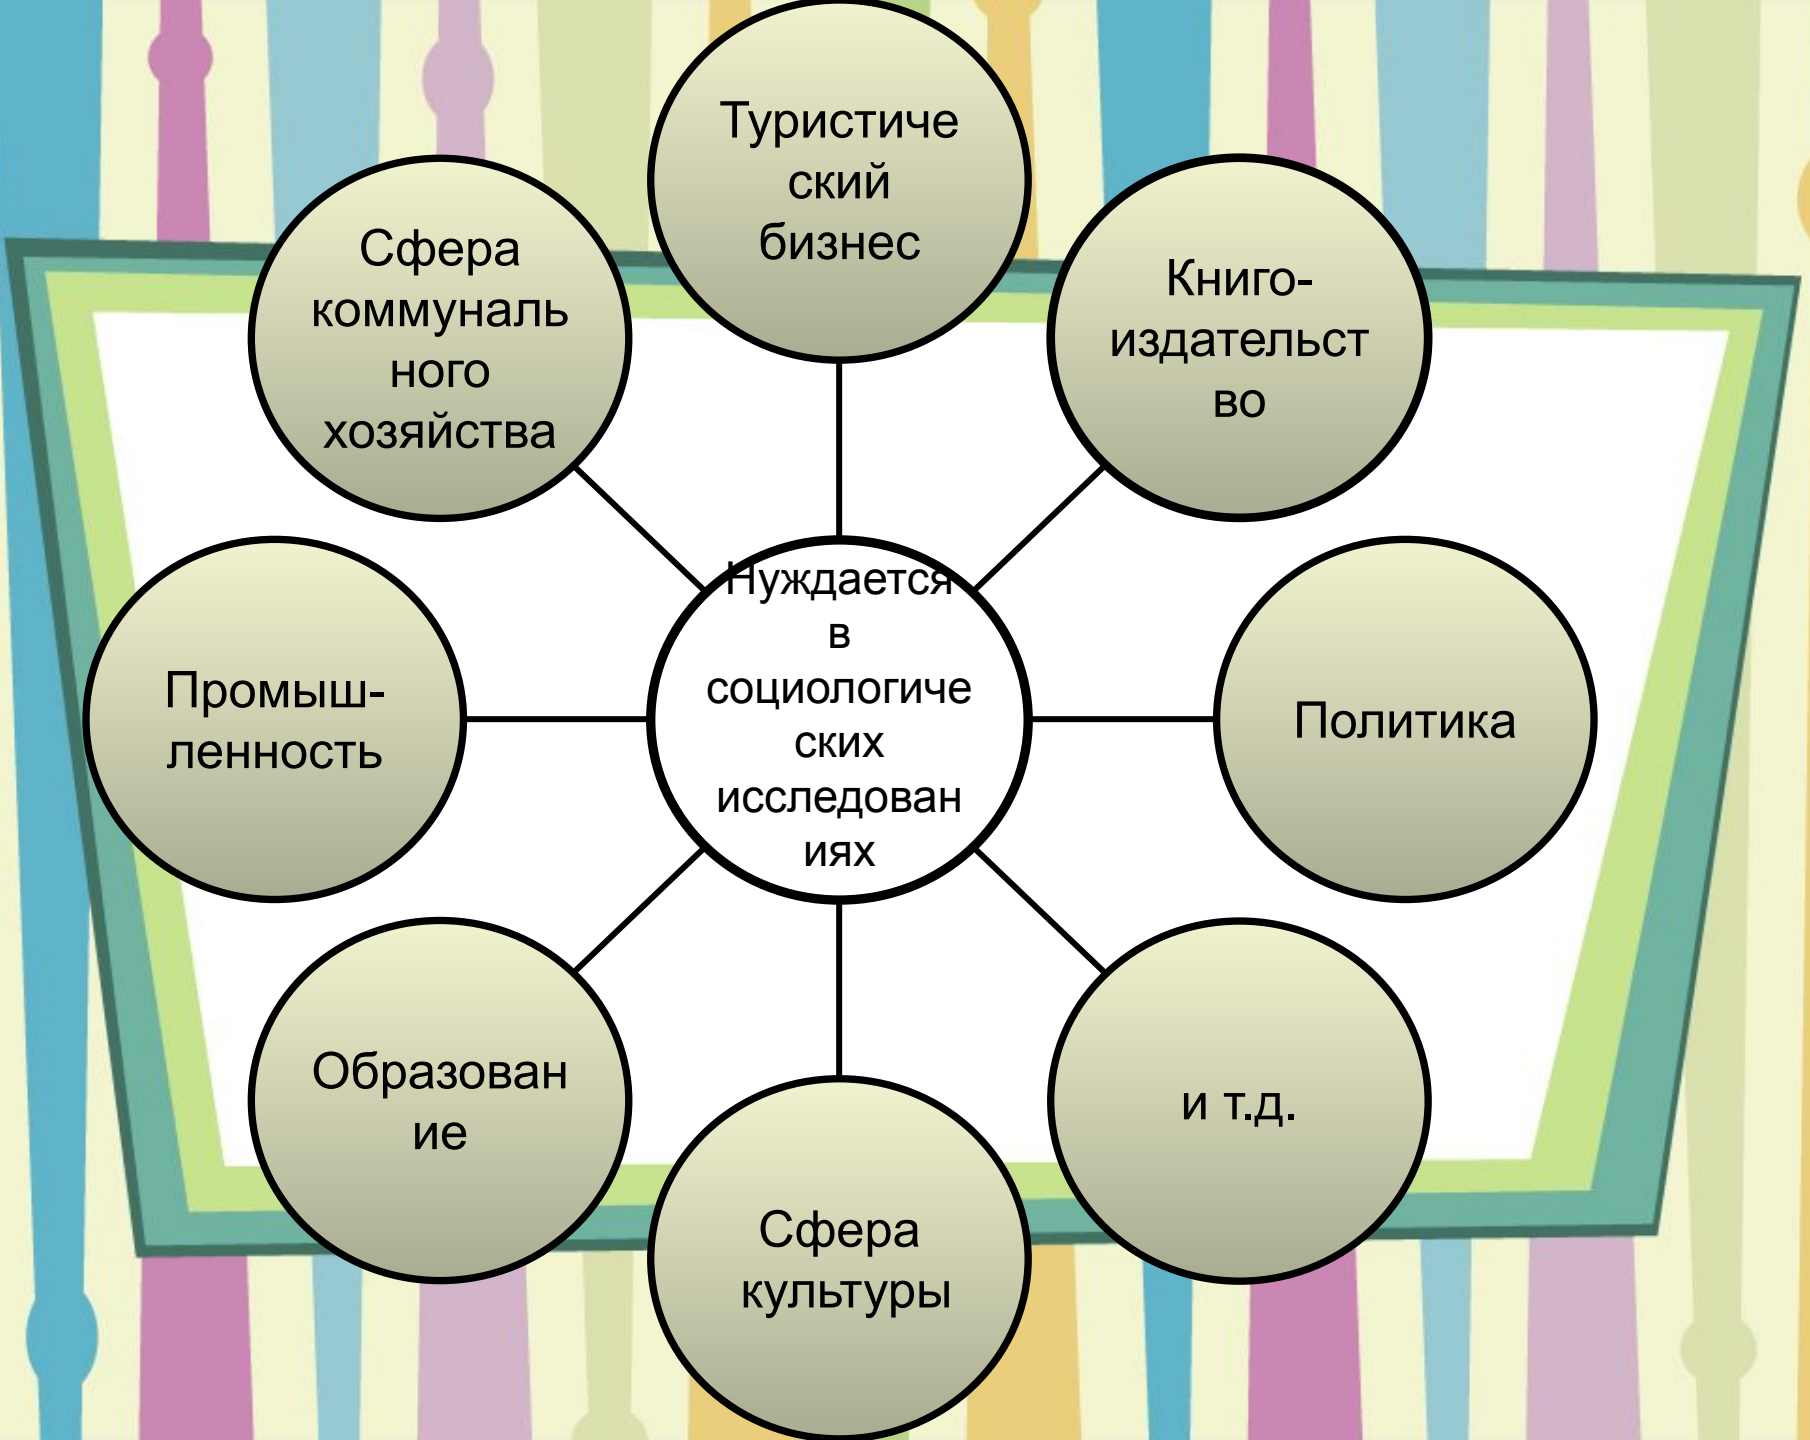 Туристиче
ский
бизнес
Книго-
издательст
во
Политика
и т.д.
Сфера
культуры
Образован
ие
Промыш-
ленность
Сфера
коммуналь
ного
хозяйства
Нуждается
в
социологиче
ских
исследован
иях